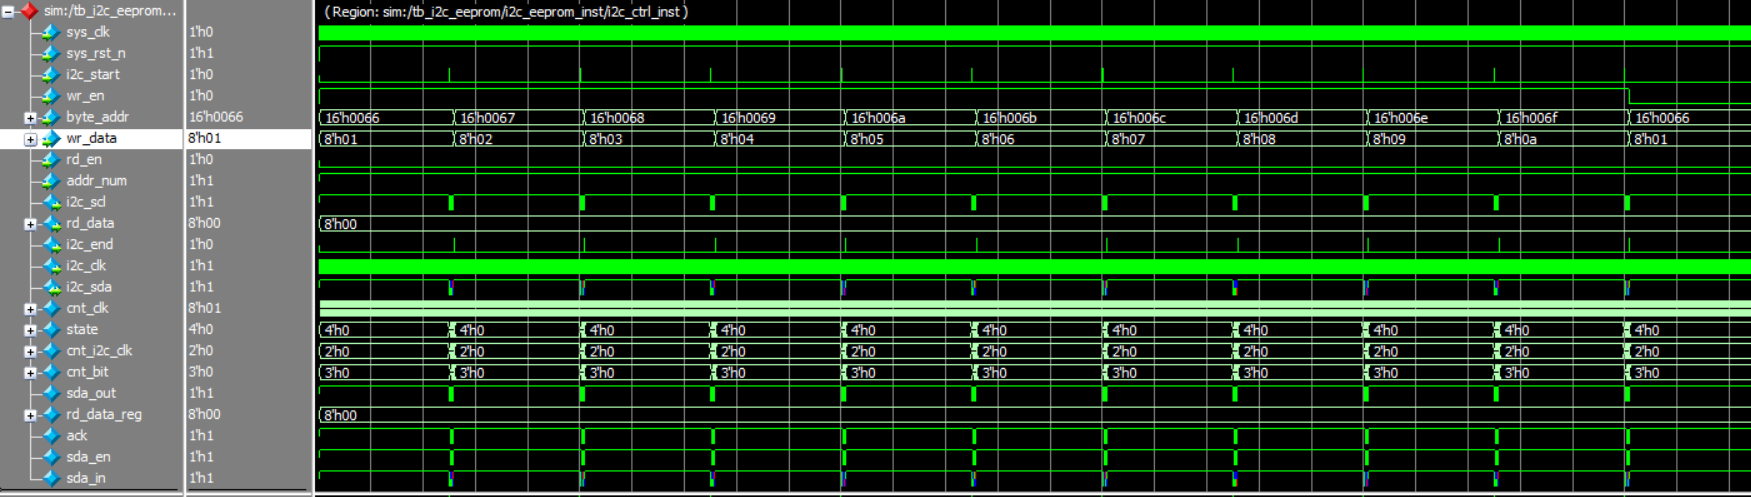 sim:/tb_i2c_eeprom... (Region: sim:/tb_i2c_eeprom/i2c_eeprom_inst/i2c_ctrl_inst )
sys_clk 1'h0
sys_rst_n 1'h1
i2c_start 1'h0
wr_en 1'h0
byte_addr 16'h0066 16'h0066 16'h0067 16'h0068 16'h0069 16'h006a 16'h006b 16'h006c 16'h006d 16'h006e 16'h006f 16'h0066
wr_data 8'h01 8'h01 8'h02 8'h03 8'h04 8'h05 8'h06 8'h07 8'h08 8'h09 8'h0a 8'h01
rd_en 1'h0
addr_num 1'h1
i2c_scl 1'h1
rd_data 8'h00 8'h00
i2c_end 1'h0
i2c_clk 1'h1
i2c_sda 1'h1
cnt_clk 8'h01
state 4'h0 4'h0 4'h0 4'h0 4'h0 4'h0 4'h0 4'h0 4'h0 4'h0 4'h0 4'h0
cnt_i2c_clk 2'h0 2'h0 2'h0 2'h0 2'h0 2'h0 2'h0 2'h0 2'h0 2'h0 2'h0 2'h0
cnt_bit 3'h0 3'h0 3'h0 3'h0 3'h0 3'h0 3'h0 3'h0 3'h0 3'h0 3'h0 3'h0
sda_out 1'h1
rd_data_reg 8'h00 8'h00
ack 1'h1
sda_en 1'h1
sda_in 1'h1